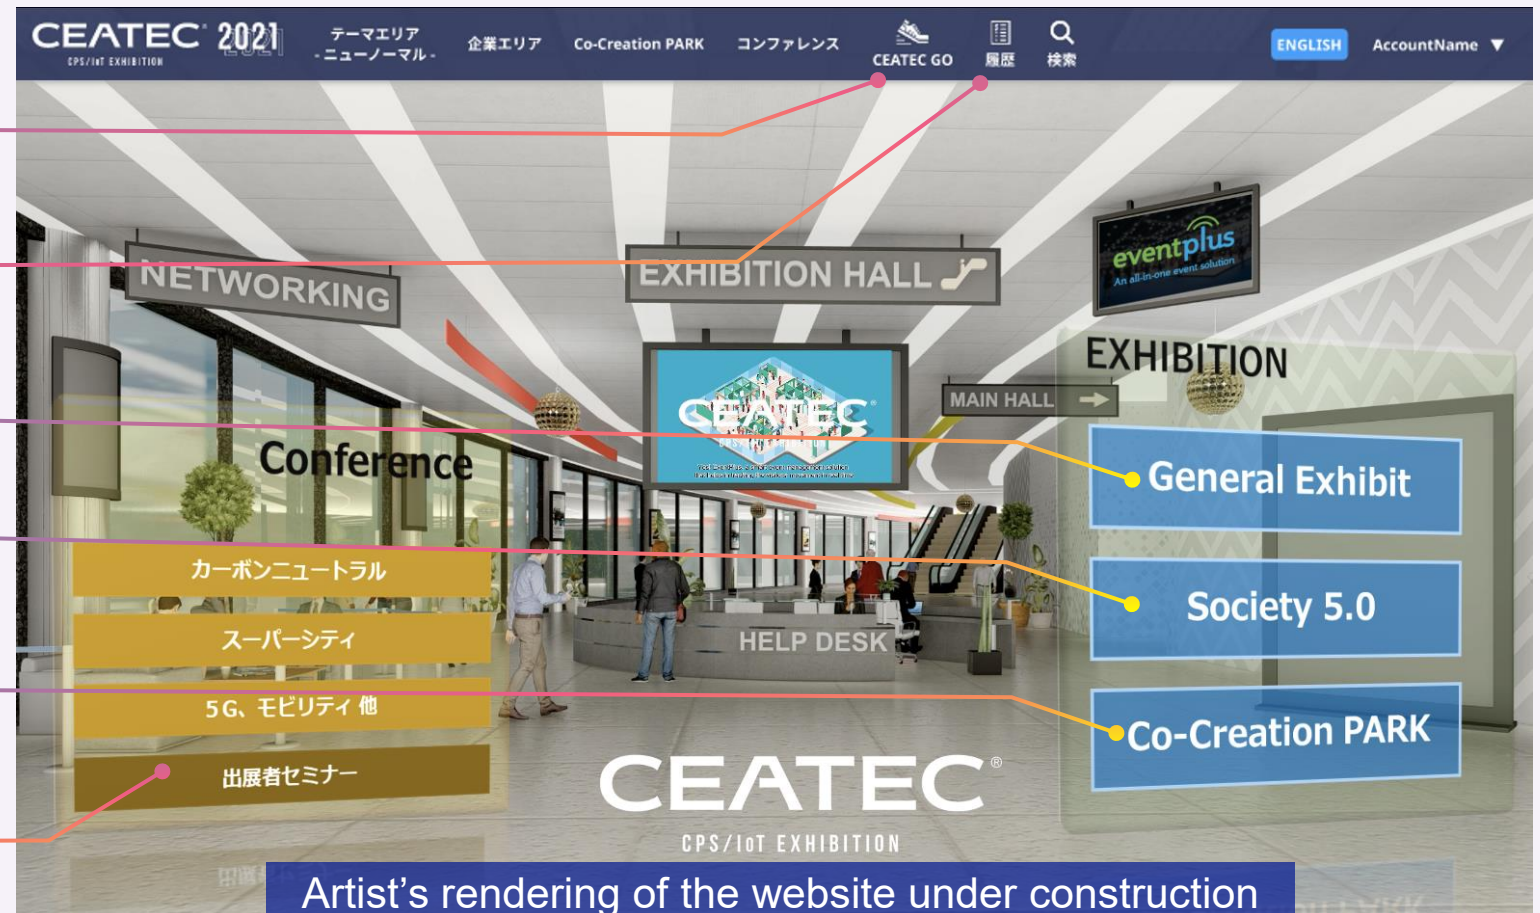 CEATEC 2021
CPS/IoT EXHIBITION
テーマエリア
- ニューノーマル -
企業エリア
Co-Creation PARK
コンファレンス
CEATEC GO
履歴
検索
ENGLISH
AccountName ▼
NETWORKING
EXHIBITION HALL
eventplus
An all-in-one event solution
CEATEC
MAIN HALL
EXHIBITION
General Exhibit
Society 5.0
Co-Creation PARK
Conference
カーボンニュートラル
スーパーシティ
5G、モビリティ 他
出展者セミナー
HELP DESK
CEATEC®
CPS/IoT EXHIBITION
Artist's rendering of the website under construction